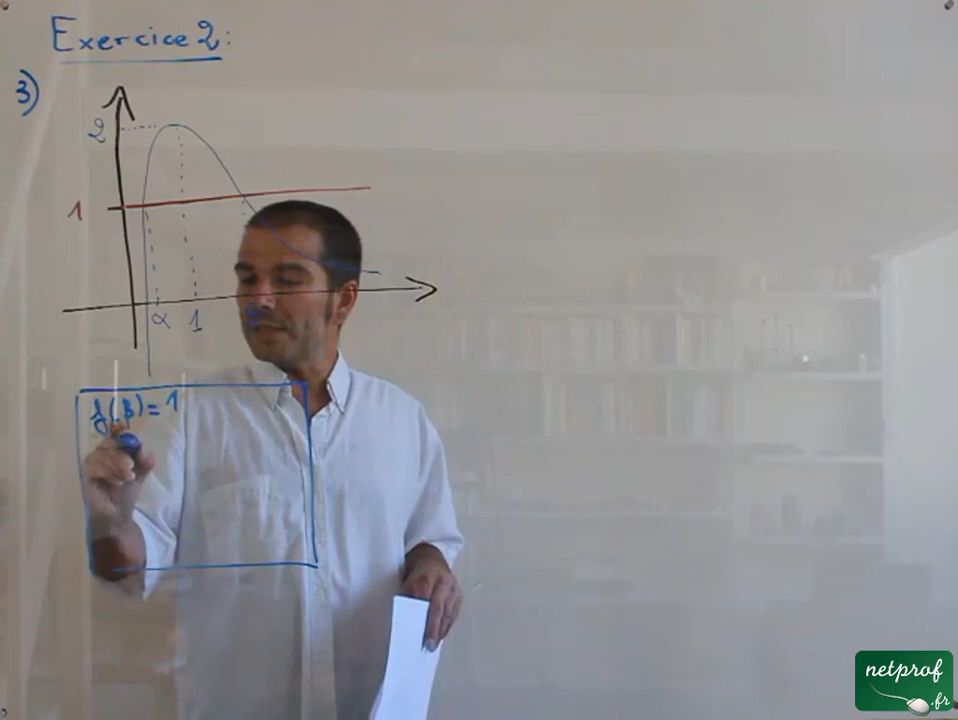 Exercice 2:
3)
2
1
α 1 β
f(β)=1
netprof
.fr